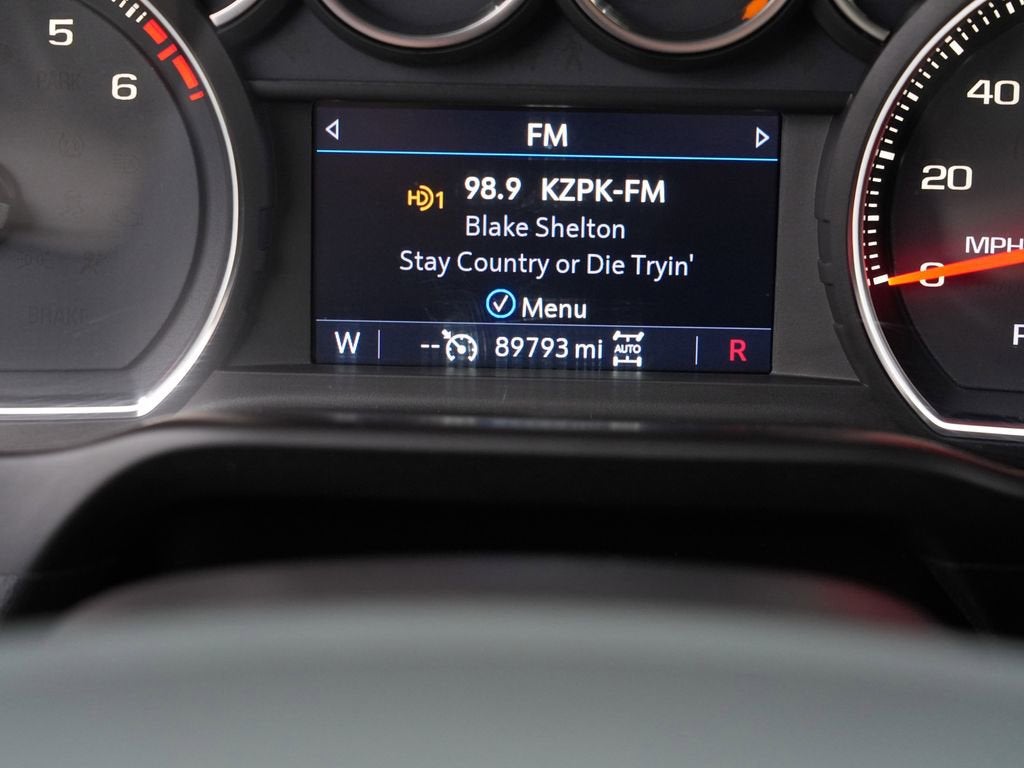 5
6
PARK
BRAKE
FM
HD1 98.9 KZPK-FM
Blake Shelton
Stay Country or Die Tryin'
Menu
W -- 89793 mi AUTO R
40
20
MPH
0